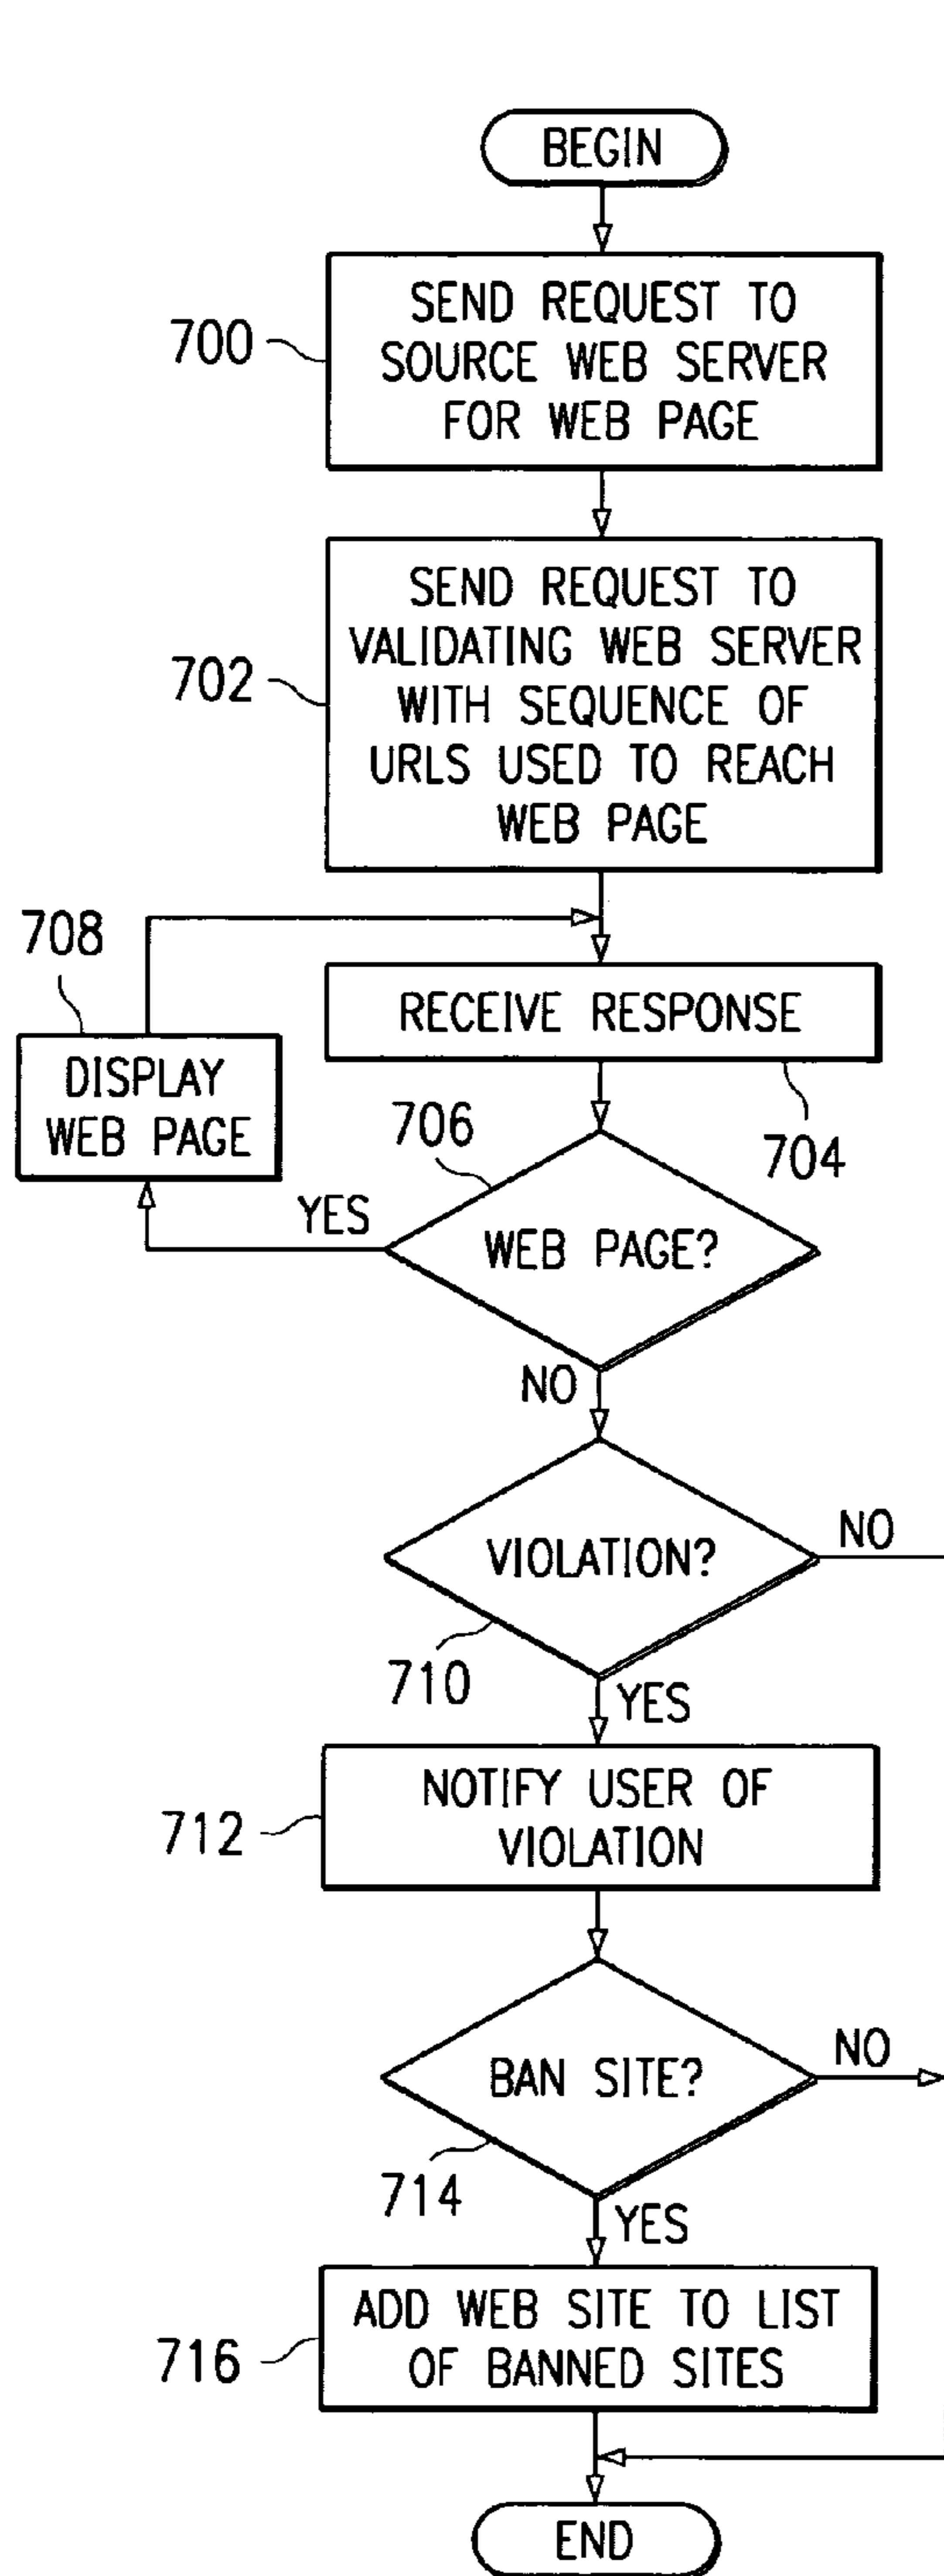 BEGIN
700
SEND REQUEST TO
SOURCE WEB SERVER
FOR WEB PAGE
702
SEND REQUEST TO
VALIDATING WEB SERVER
WITH SEQUENCE OF
URLS USED TO REACH
WEB PAGE
708
DISPLAY
WEB PAGE
RECEIVE RESPONSE
704
706
YES
WEB PAGE?
NO
VIOLATION?
NO
710
YES
712
NOTIFY USER OF
VIOLATION
BAN SITE?
NO
714
YES
716
ADD WEB SITE TO LIST
OF BANNED SITES
END